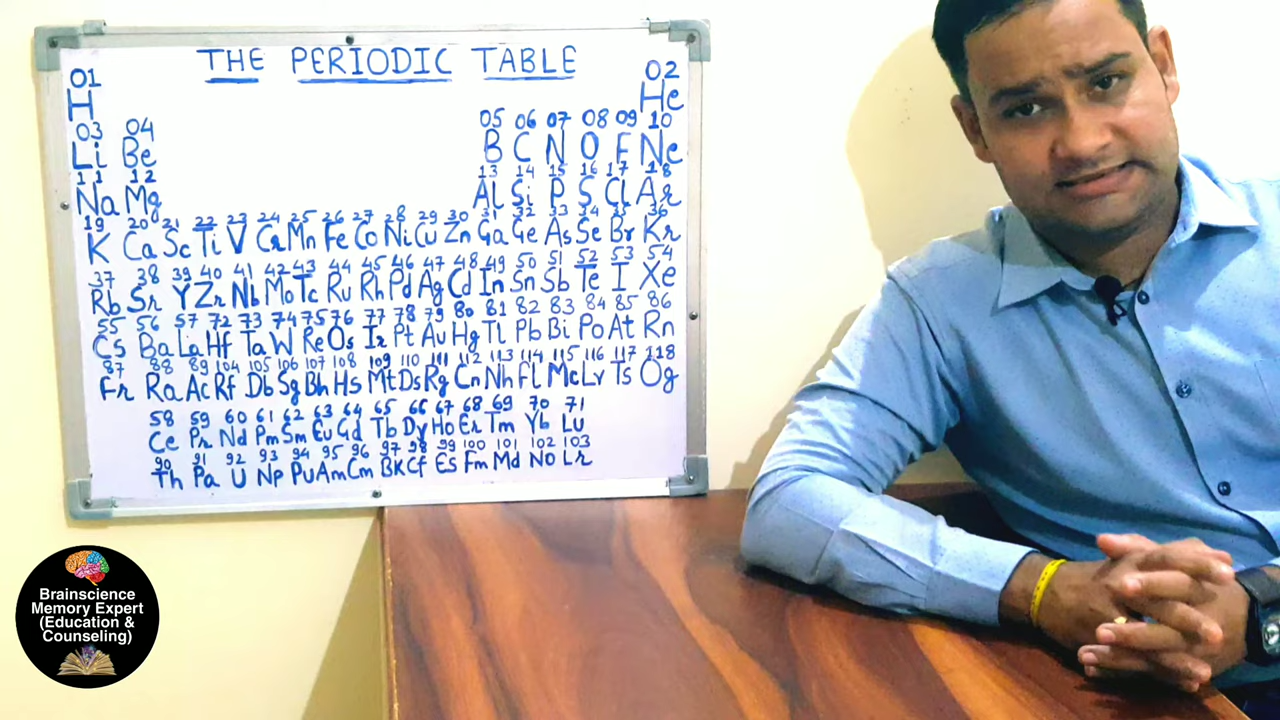 THE PERIODIC TABLE
01 02
H He
03 04 05 06 07 08 09 10
Li Be B C N O F Ne
11 12 13 14 15 16 17 18
Na Mg Al Si P S Cl Ar
19 20 21 22 23 24 25 26 27 28 29 30 31 32 33 34 35 36
K Ca Sc Ti V Cr Mn Fe Co Ni Cu Zn Ga Ge As Se Br Kr
37 38 39 40 41 42 43 44 45 46 47 48 49 50 51 52 53 54
Rb Sr Y Zr Nb Mo Tc Ru Rh Pd Ag Cd In Sn Sb Te I Xe
55 56 57 72 73 74 75 76 77 78 79 80 81 82 83 84 85 86
Cs Ba La Hf Ta W Re Os Ir Pt Au Hg Tl Pb Bi Po At Rn
87 88 89 104 105 106 107 108 109 110 111 112 113 114 115 116 117 118
Fr Ra Ac Rf Db Sg Bh Hs Mt Ds Rg Cn Nh Fl Mc Lv Ts Og
58 59 60 61 62 63 64 65 66 67 68 69 70 71
Ce Pr Nd Pm Sm Eu Gd Tb Dy Ho Er Tm Yb Lu
90 91 92 93 94 95 96 97 98 99 100 101 102 103
Th Pa U Np Pu Am Cm BK Cf Es Fm Md No Lr
Brainscience
Memory Expert
(Education &
Counseling)